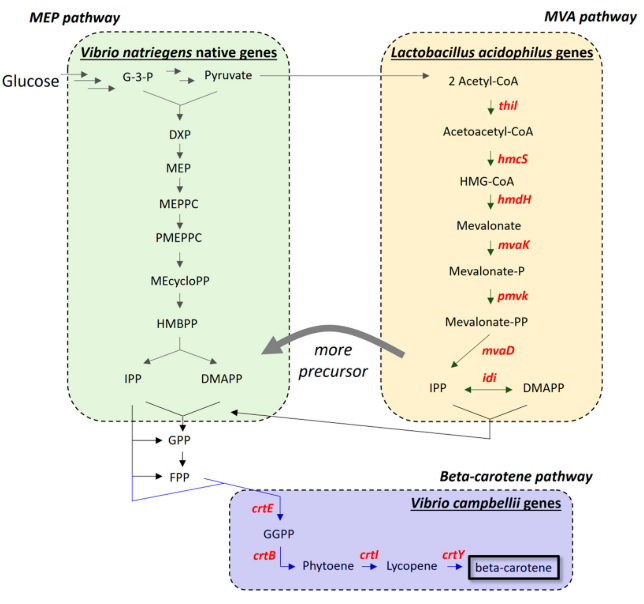 MEP pathway
MVA pathway
Vibrio natriegens native genes
Lactobacillus acidophilus genes
Glucose
G-3-P
Pyruvate
2 Acetyl-CoA
thil
DXP
Acetoacetyl-CoA
hmcS
MEP
HMG-CoA
hmdH
MEPPC
Mevalonate
PMEPPC
mvaK
MEcycloPP
Mevalonate-P
pmvk
HMBPP
Mevalonate-PP
more
precursor
mvaD
IPP
DMAPP
idi
IPP
DMAPP
GPP
FPP
Beta-carotene pathway
Vibrio campbellii genes
crtE
GGPP
crtB
Phytoene
crtI
Lycopene
crtY
beta-carotene